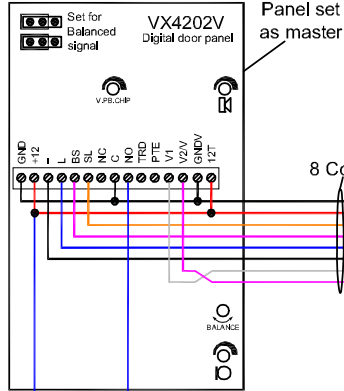 Set for
Balanced
signal
VX4202V
Digital door panel
Panel set
as master
V.PB.CHIP
GND
+12
-
L
BS
SL
NC
C
NO
TRD
PTE
V1
V2/V
GNDV
12T
8 Co
BALANCE